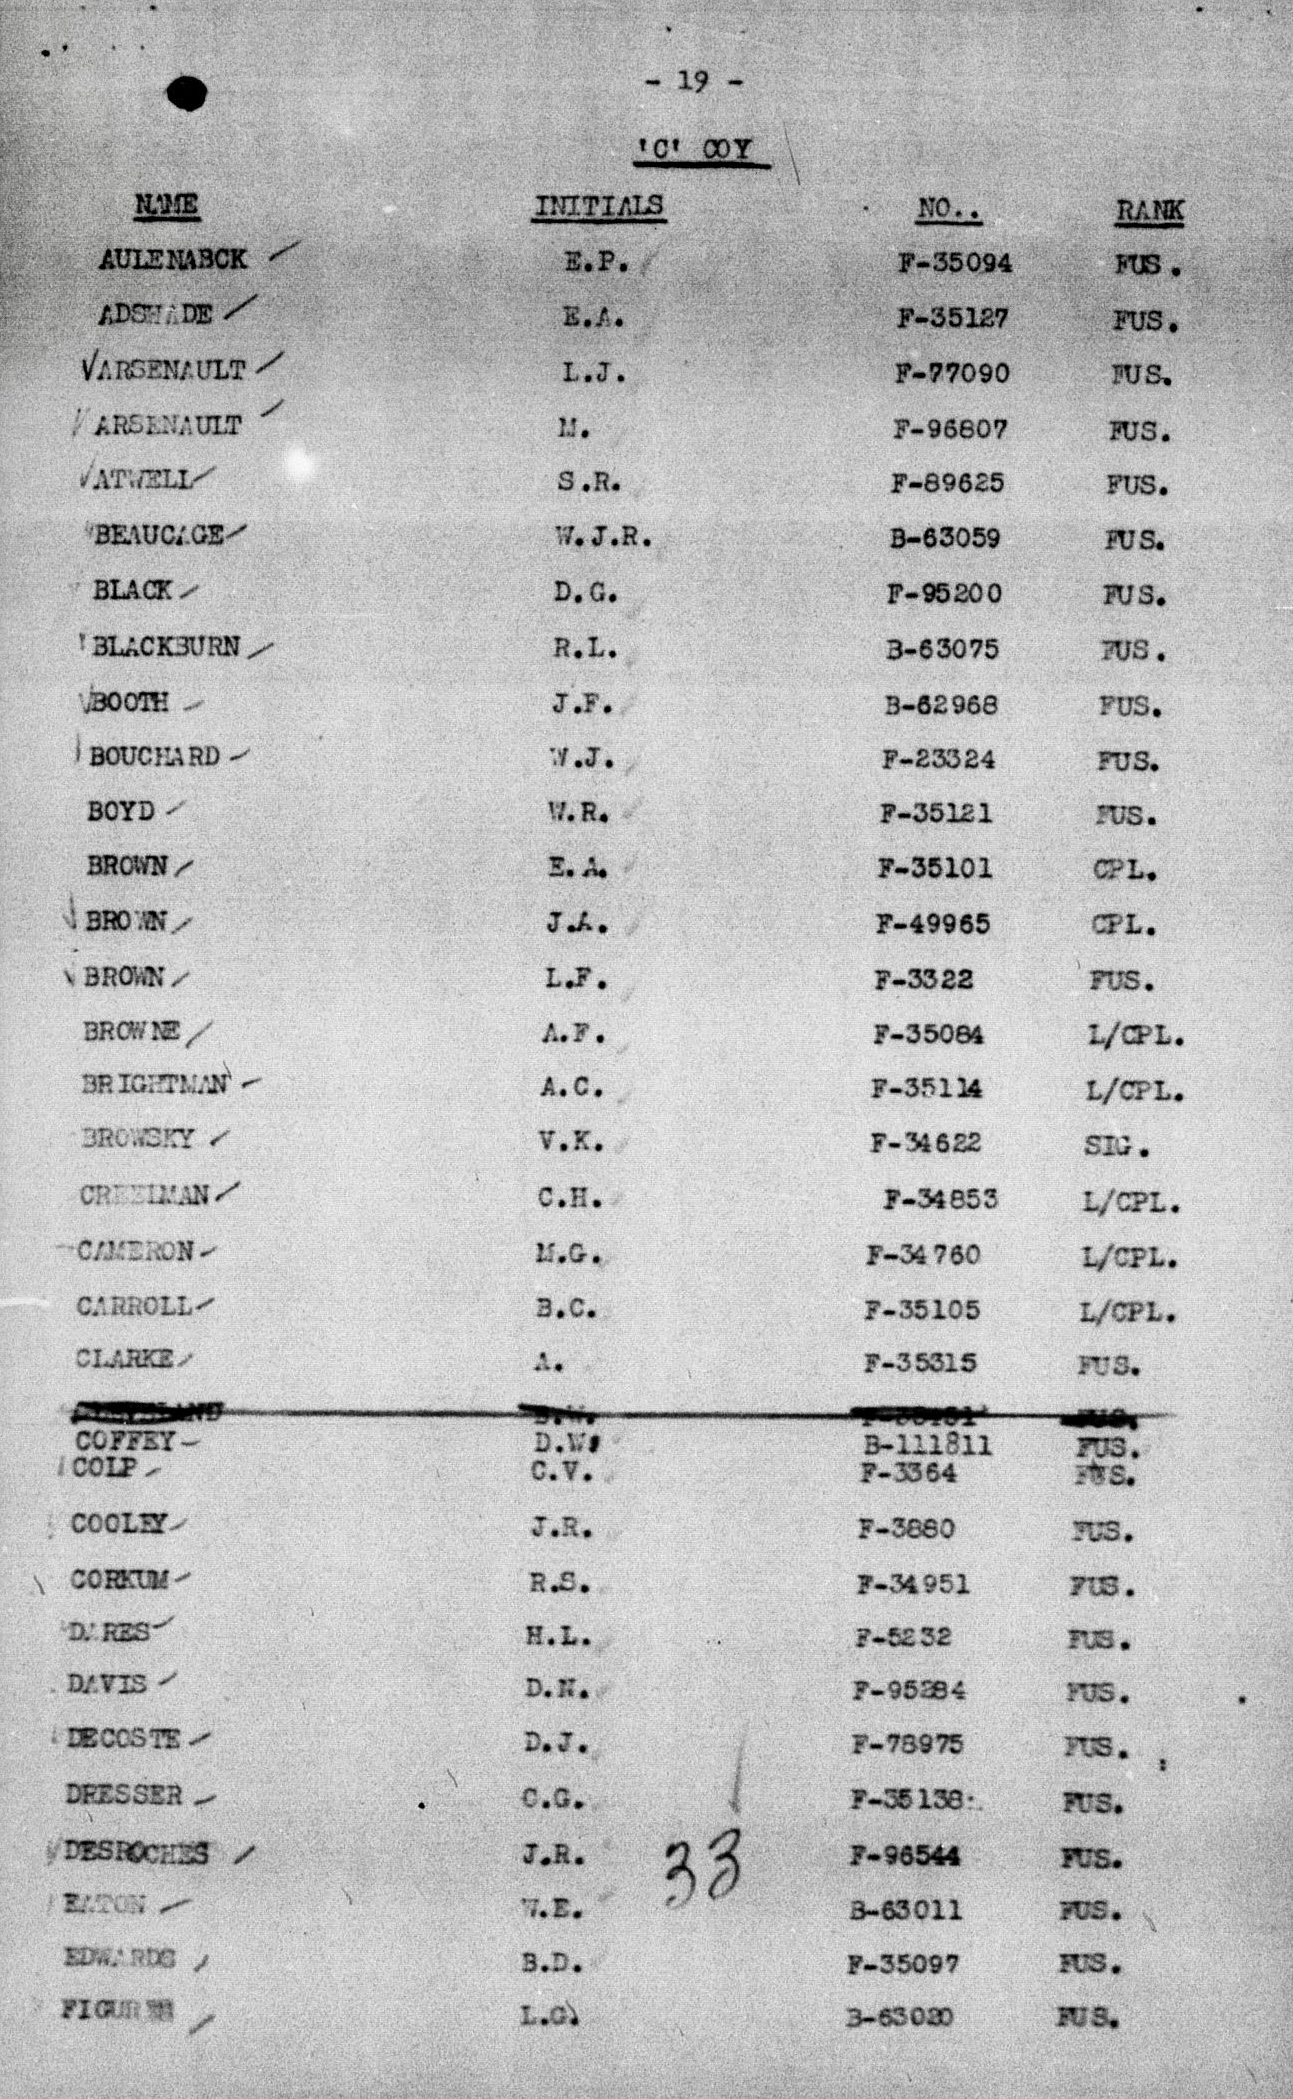 - 19 -
'C' COY
NAME INITIALS NO.. RANK
AULENABCK E.P. F-35094 FUS.
ADSHADE E.A. F-35127 FUS.
ARSENAULT L.J. F-77090 FUS.
ARSENAULT M. F-96807 FUS.
ATWELL S.R. F-89625 FUS.
BEAUCAGE W.J.R. B-63059 FUS.
BLACK D.G. F-95200 FUS.
BLACKBURN R.L. B-63075 FUS.
BOOTH J.F. B-62968 FUS.
BOUCHARD W.J. F-23324 FUS.
BOYD W.R. F-35121 FUS.
BROWN E.A. F-35101 CPL.
BROWN J.A. F-49965 CPL.
BROWN L.F. F-3322 FUS.
BROWNE A.F. F-35084 L/CPL.
BRIGHTMAN A.C. F-35114 L/CPL.
BROWSKY V.K. F-34622 SIG.
CREELMAN C.H. F-34853 L/CPL.
CAMERON M.G. F-34760 L/CPL.
CARROLL B.C. F-35105 L/CPL.
CLARKE A. F-35315 FUS.
FUS.
COFFEY D.W. B-111811 FUS.
COLP C.V. F-3364 FUS.
COOLEY J.R. F-3880 FUS.
CORKUM R.S. F-34951 FUS.
DARES H.L. F-5232 FUS.
DAVIS D.N. F-95284 FUS.
DECOSTE D.J. F-78975 FUS.
DRESSER C.G. F-35138 FUS.
DESROCHES J.R. F-96544 FUS.
33
EATON W.E. B-63011 FUS.
EDWARDS B.D. F-35097 FUS.
L.G. B-63020 FUS.